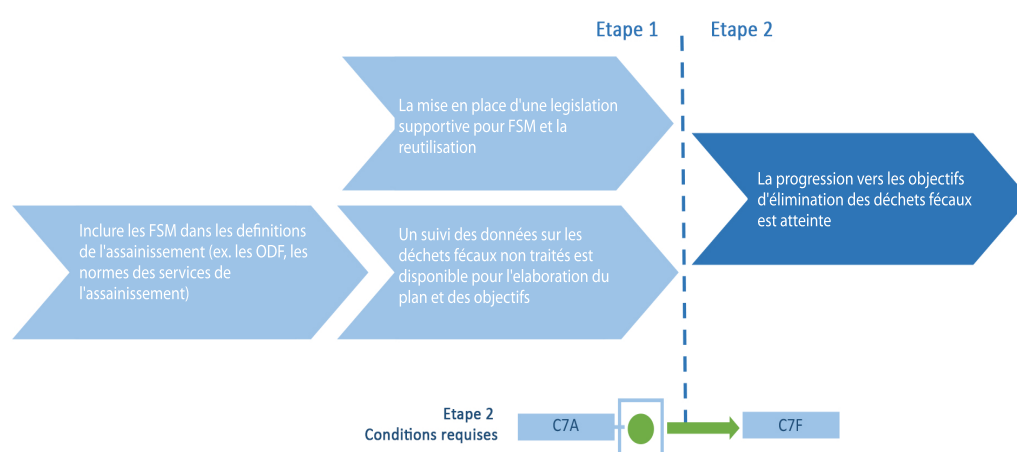 Etape 1
Etape 2
La mise en place d'une legislation
supportive pour FSM et la
reutilisation
La progression vers les objectifs
d'élimination des déchets fécaux
est atteinte
Inclure les FSM dans les definitions
de l'assainissement (ex. les ODF, les
normes des services de
l'assainissement)
Un suivi des données sur les
déchets fécaux non traités est
disponible pour l'elaboration du
plan et des objectifs
Etape 2
Conditions requises
C7A
C7F